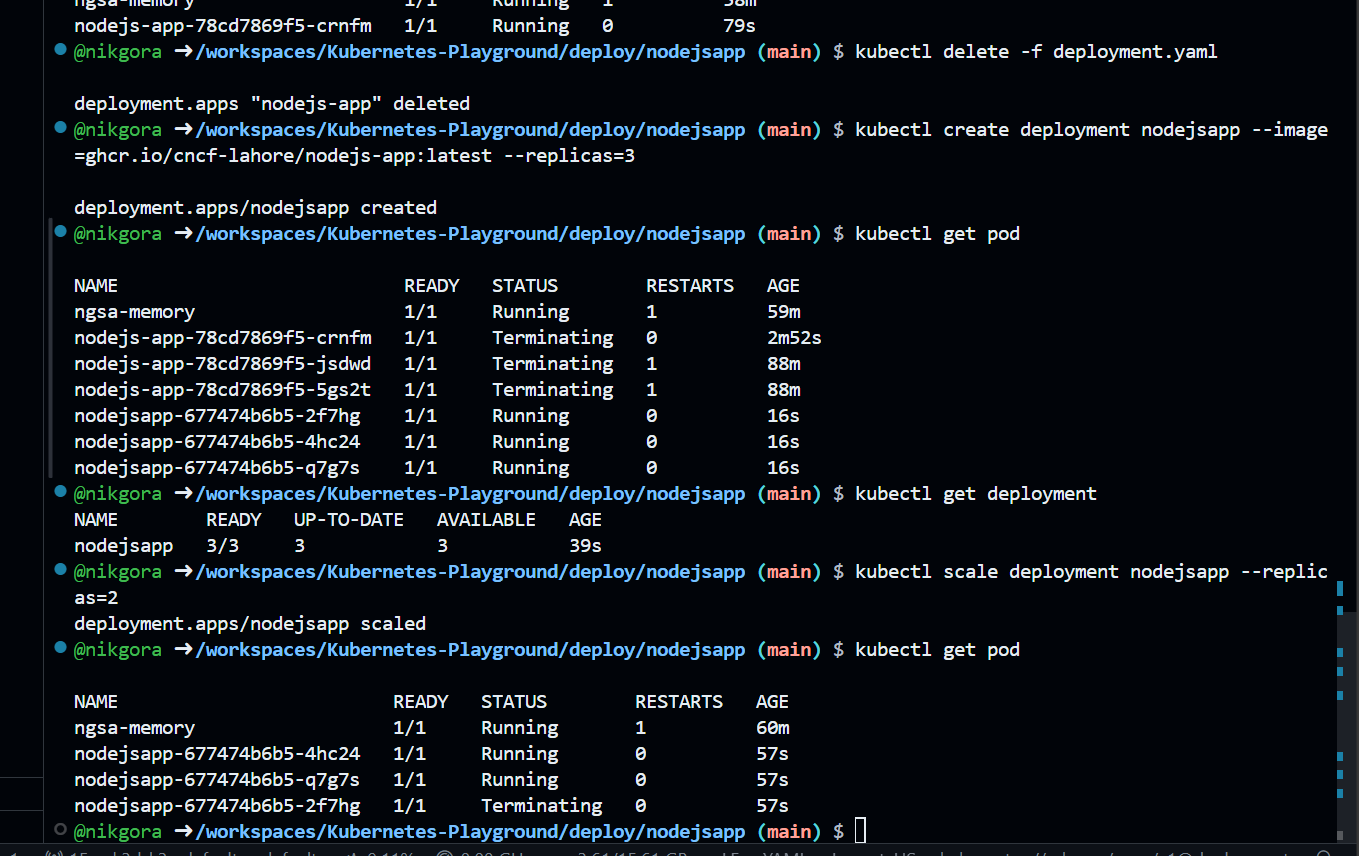 ngsa-memory 1/1 Running 1 58m
nodejs-app-78cd7869f5-crnfm 1/1 Running 0 79s
@nikgora ➜/workspaces/Kubernetes-Playground/deploy/nodejsapp (main) $ kubectl delete -f deployment.yaml
deployment.apps "nodejs-app" deleted
@nikgora ➜/workspaces/Kubernetes-Playground/deploy/nodejsapp (main) $ kubectl create deployment nodejsapp --image
=ghcr.io/cncf-lahore/nodejs-app:latest --replicas=3
deployment.apps/nodejsapp created
@nikgora ➜/workspaces/Kubernetes-Playground/deploy/nodejsapp (main) $ kubectl get pod
NAME READY STATUS RESTARTS AGE
ngsa-memory 1/1 Running 1 59m
nodejs-app-78cd7869f5-crnfm 1/1 Terminating 0 2m52s
nodejs-app-78cd7869f5-jsdwd 1/1 Terminating 1 88m
nodejs-app-78cd7869f5-5gs2t 1/1 Terminating 1 88m
nodejsapp-677474b6b5-2f7hg 1/1 Running 0 16s
nodejsapp-677474b6b5-4hc24 1/1 Running 0 16s
nodejsapp-677474b6b5-q7g7s 1/1 Running 0 16s
@nikgora ➜/workspaces/Kubernetes-Playground/deploy/nodejsapp (main) $ kubectl get deployment
NAME READY UP-TO-DATE AVAILABLE AGE
nodejsapp 3/3 3 3 39s
@nikgora ➜/workspaces/Kubernetes-Playground/deploy/nodejsapp (main) $ kubectl scale deployment nodejsapp --replic
as=2
deployment.apps/nodejsapp scaled
@nikgora ➜/workspaces/Kubernetes-Playground/deploy/nodejsapp (main) $ kubectl get pod
NAME READY STATUS RESTARTS AGE
ngsa-memory 1/1 Running 1 60m
nodejsapp-677474b6b5-4hc24 1/1 Running 0 57s
nodejsapp-677474b6b5-q7g7s 1/1 Running 0 57s
nodejsapp-677474b6b5-2f7hg 1/1 Terminating 0 57s
@nikgora ➜/workspaces/Kubernetes-Playground/deploy/nodejsapp (main) $